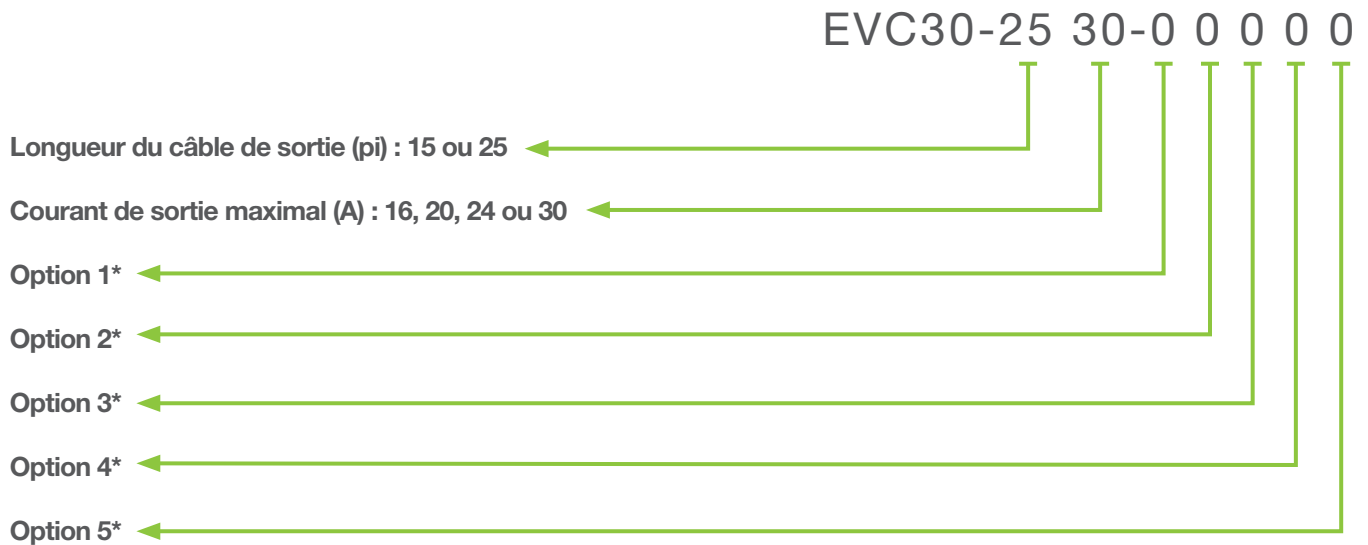 EVC30-25 30-0 0 0 0 0
Longueur du câble de sortie (pi) : 15 ou 25
Courant de sortie maximal (A) : 16, 20, 24 ou 30
Option 1*
Option 2*
Option 3*
Option 4*
Option 5*